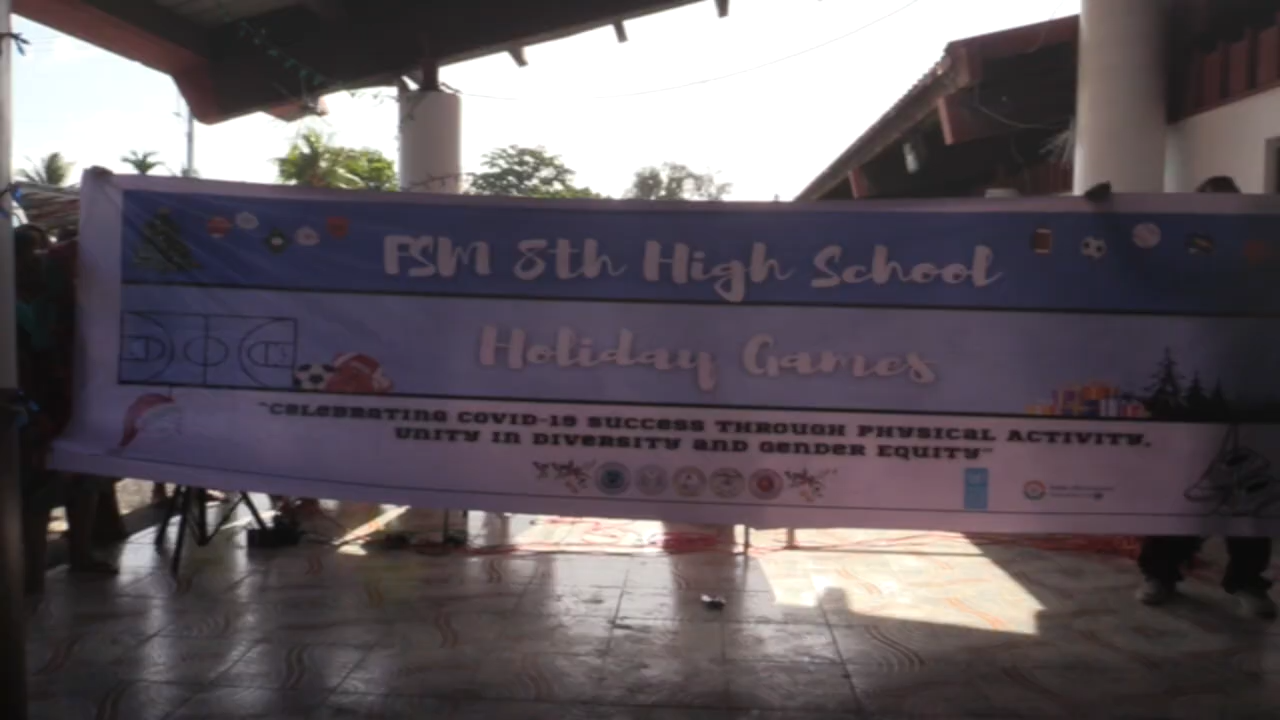 FSM 8th High School
Holiday Games
"CELEBRATING COVID-19 SUCCESS THROUGH PHYSICAL ACTIVITY,
UNITY IN DIVERSITY AND GENDER EQUITY"